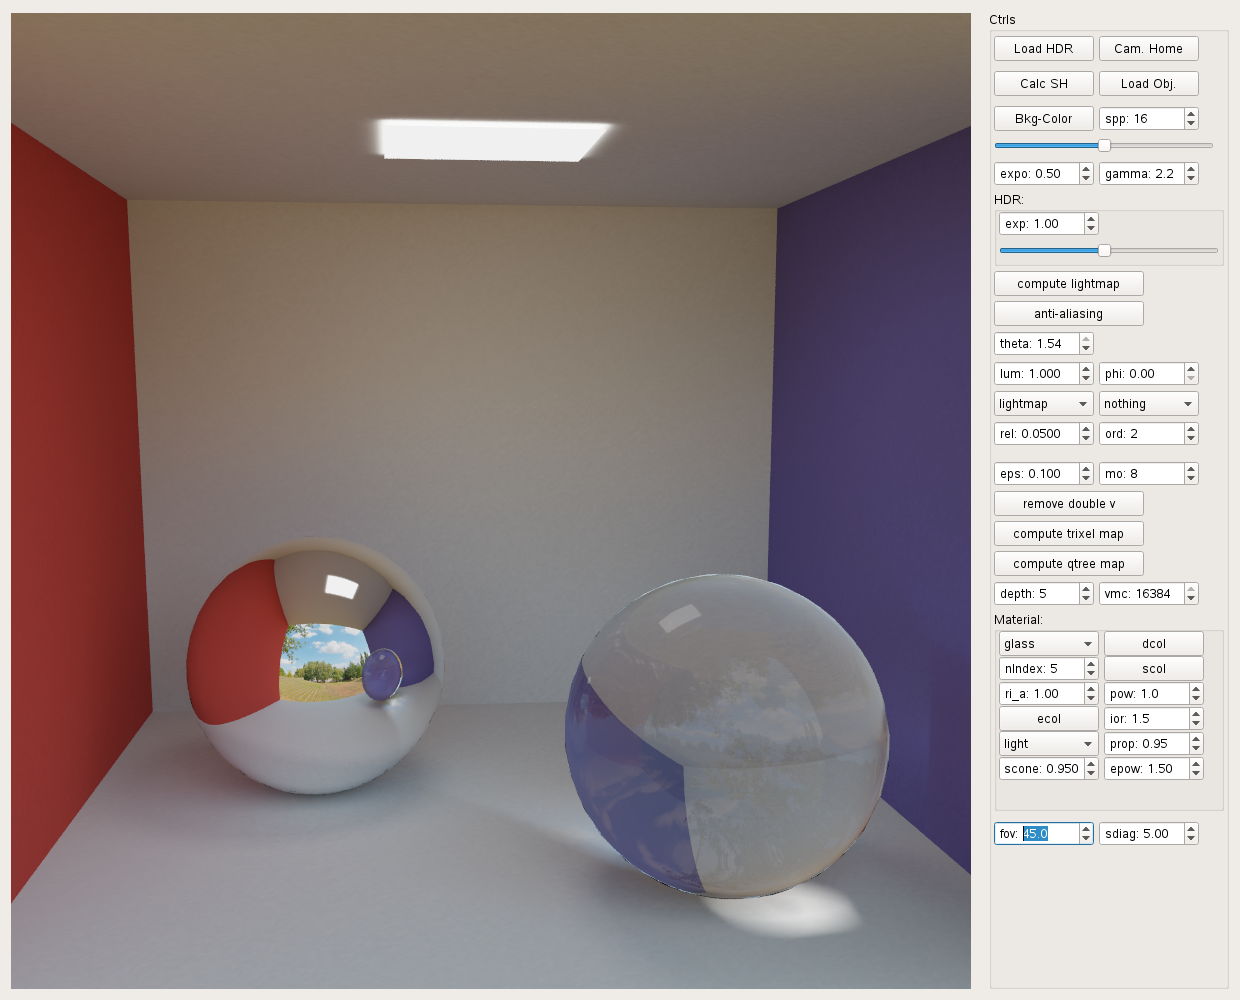 Ctrls
Load HDR Cam. Home
Calc SH Load Obj.
Bkg-Color spp: 16
expo: 0.50 gamma: 2.2
HDR:
exp: 1.00
compute lightmap
anti-aliasing
theta: 1.54
lum: 1.000 phi: 0.00
lightmap nothing
rel: 0.0500 ord: 2
eps: 0.100 mo: 8
remove double v
compute trixel map
compute qtree map
depth: 5 vmc: 16384
Material:
glass dcol
nIndex: 5 scol
ri_a: 1.00 pow: 1.0
ecol ior: 1.5
light prop: 0.95
scone: 0.950 epow: 1.50
fov: 45.0 sdiag: 5.00